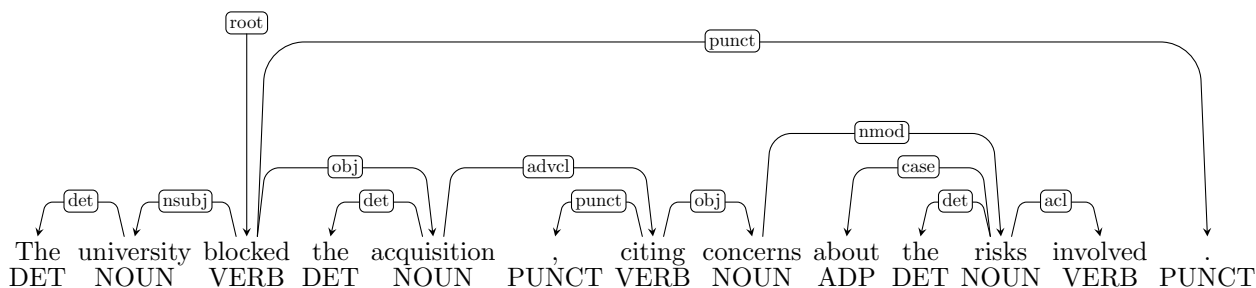 root
punct
nmod
obj advcl case
det nsubj det punct obj det acl
The university blocked the acquisition , citing concerns about the risks involved .
DET NOUN VERB DET NOUN PUNCT VERB NOUN ADP DET NOUN VERB PUNCT